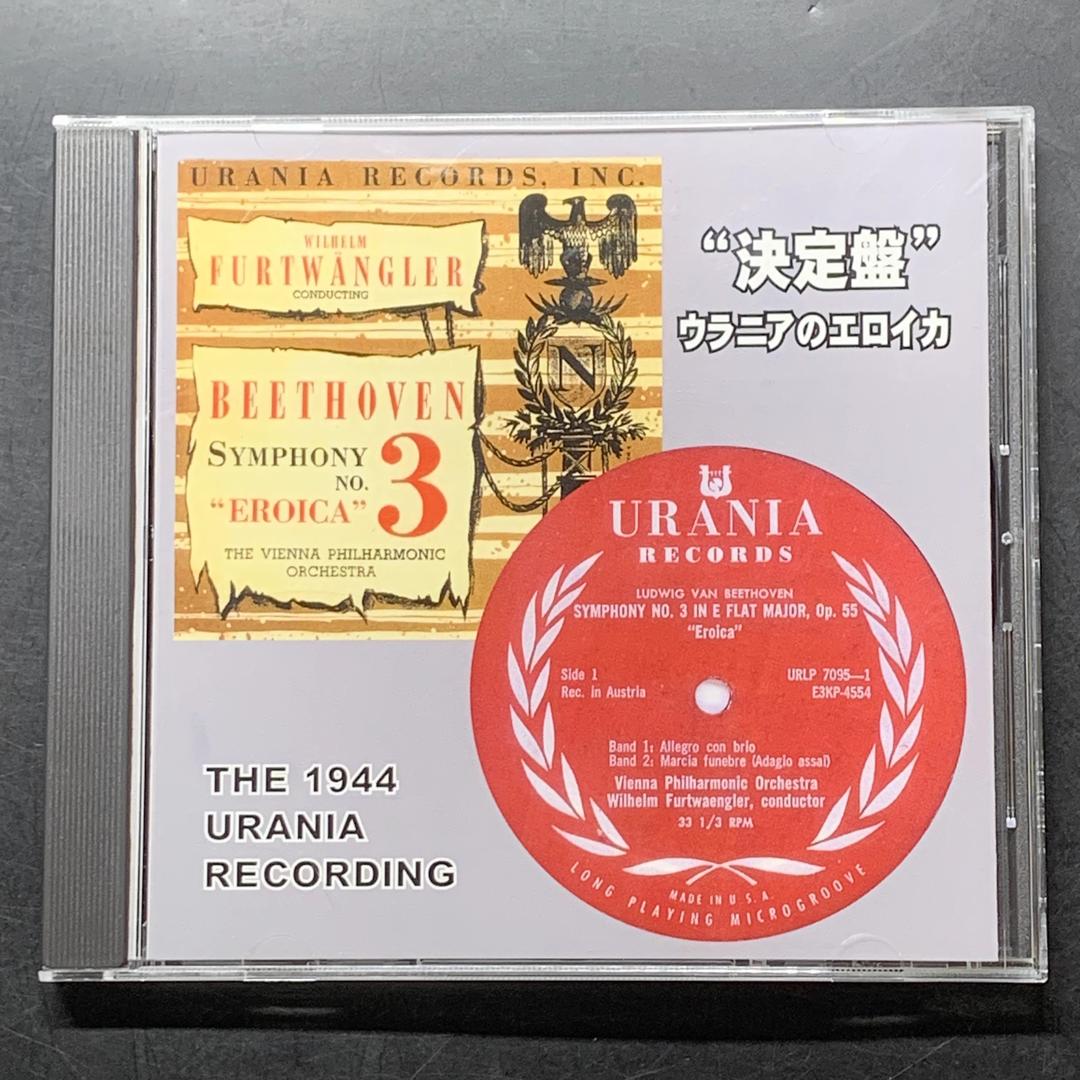 URANIA RECORDS, INC.
WILHELM
FURTWÄNGLER
CONDUCTING
BEETHOVEN
SYMPHONY
NO. 3
“EROICA”
THE VIENNA PHILHARMONIC
ORCHESTRA
N
“決定盤”
ウラニアのエロイカ
URANIA
RECORDS
LUDWIG VAN BEETHOVEN
SYMPHONY NO. 3 IN E FLAT MAJOR, Op. 55
“Eroica”
Side 1
Rec. in Austria
URLP 7095—1
E3KP-4554
Band 1: Allegro con brio
Band 2: Marcia funebre (Adagio assai)
Vienna Philharmonic Orchestra
Wilhelm Furtwaengler, conductor
33 1/3 RPM
MADE IN U. S. A.
LONG PLAYING MICROGROOVE
THE 1944
URANIA
RECORDING